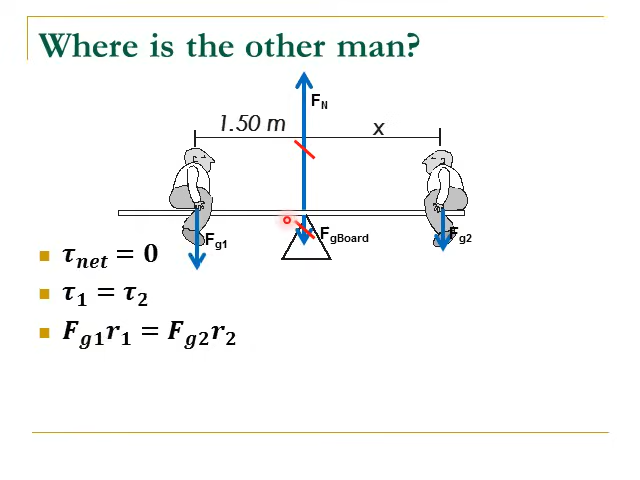 Where is the other man?
F_N
1.50 m
x
F_g1
F_gBoard
F_g2
τ_net = 0
τ_1 = τ_2
F_g1 r_1 = F_g2 r_2